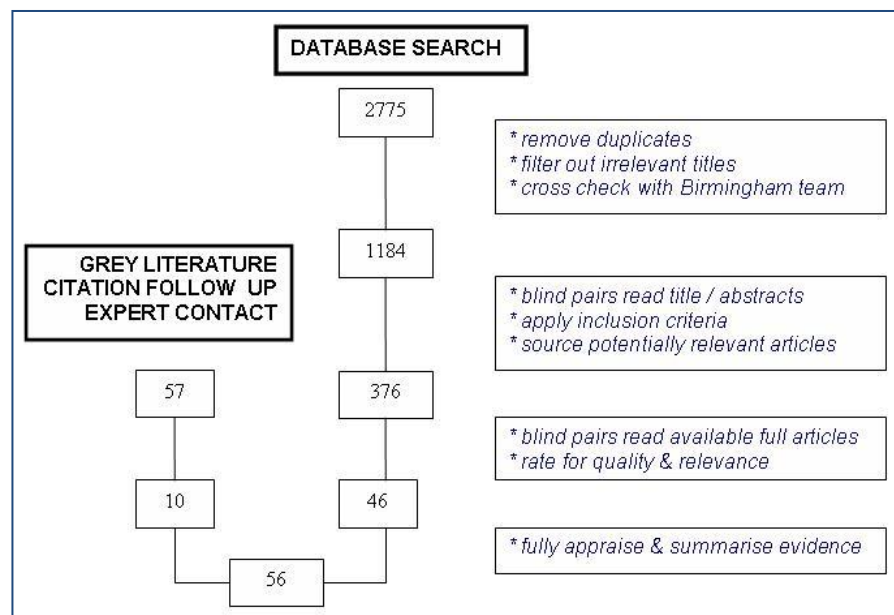 DATABASE SEARCH
2775
* remove duplicates
* filter out irrelevant titles
* cross check with Birmingham team
1184
GREY LITERATURE
CITATION FOLLOW UP
EXPERT CONTACT
* blind pairs read title / abstracts
* apply inclusion criteria
* source potentially relevant articles
57
376
* blind pairs read available full articles
* rate for quality & relevance
10
46
* fully appraise & summarise evidence
56